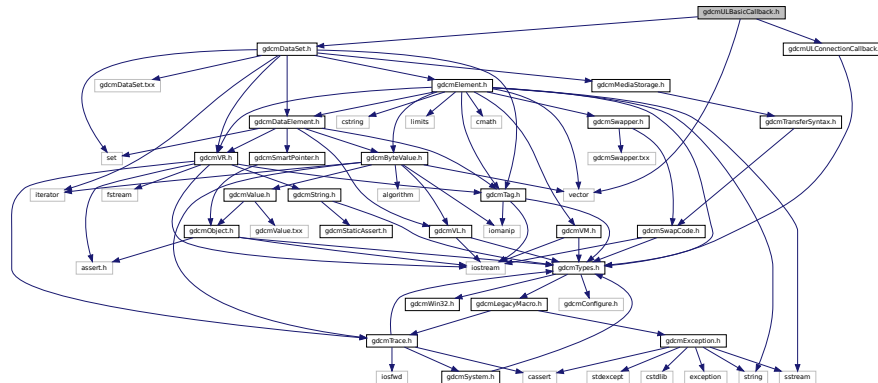 gdcmULBasicCallback.h
gdcmDataSet.h
gdcmULConnectionCallback.h
gdcmDataSet.txx
gdcmElement.h
gdcmMediaStorage.h
gdcmDataElement.h
cstring
limits
cmath
gdcmSwapper.h
gdcmTransferSyntax.h
set
gdcmVR.h
gdcmSmartPointer.h
gdcmByteValue.h
gdcmSwapper.txx
iterator
fstream
gdcmValue.h
gdcmString.h
algorithm
gdcmTag.h
vector
gdcmObject.h
gdcmValue.txx
gdcmStaticAssert.h
gdcmVL.h
iomanip
gdcmVM.h
gdcmSwapCode.h
assert.h
iostream
gdcmTypes.h
gdcmWin32.h
gdcmLegacyMacro.h
gdcmConfigure.h
gdcmTrace.h
gdcmException.h
iosfwd
gdcmSystem.h
cassert
stdexcept
cstdlib
exception
string
sstream